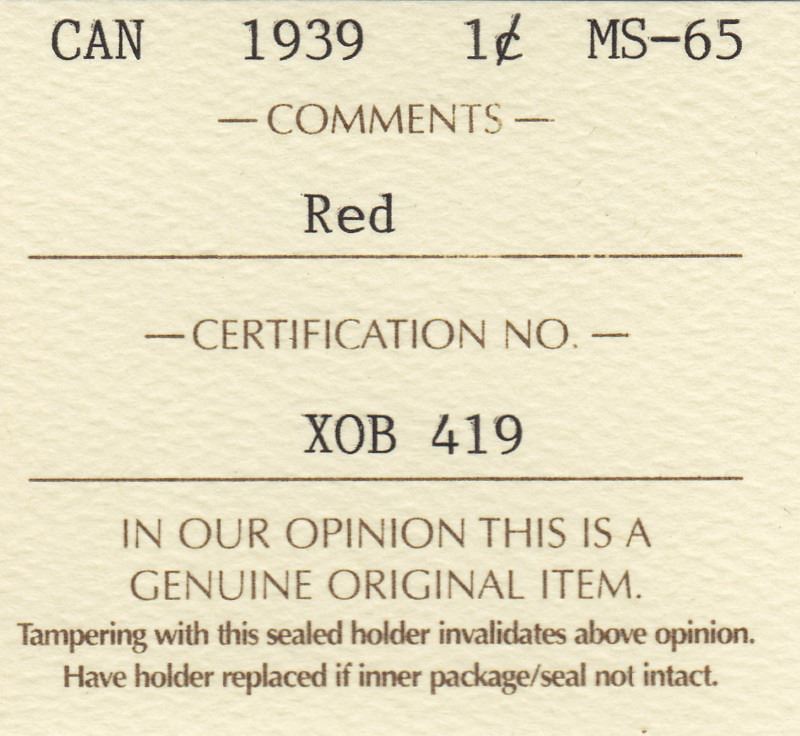 CAN 1939 1¢ MS-65
— COMMENTS —
Red
— CERTIFICATION NO. —
XOB 419
IN OUR OPINION THIS IS A
GENUINE ORIGINAL ITEM.
Tampering with this sealed holder invalidates above opinion.
Have holder replaced if inner package/seal not intact.